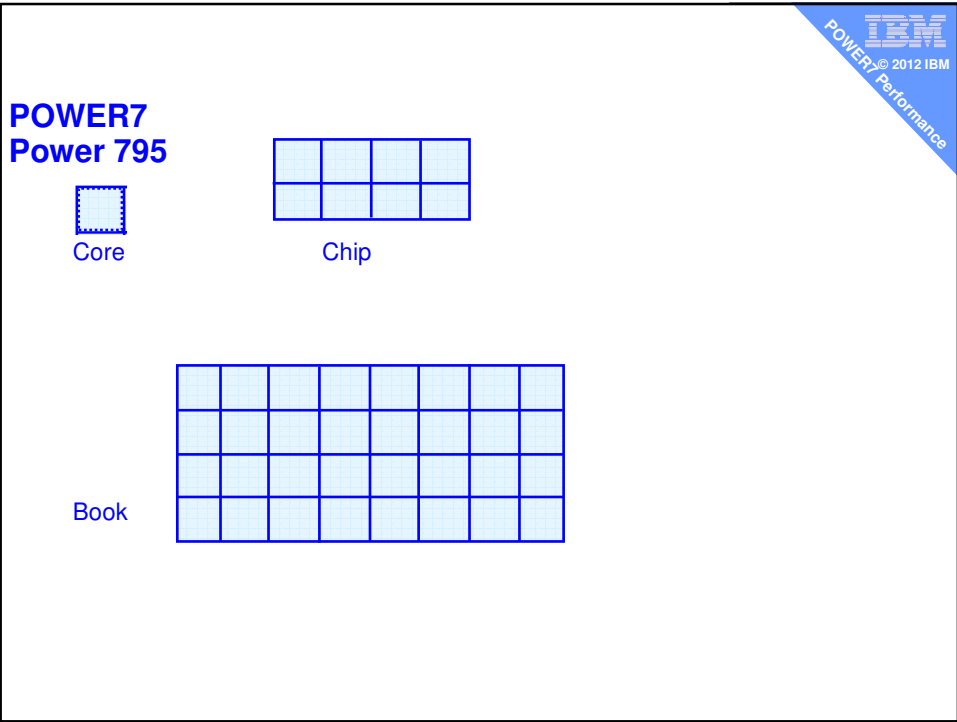 IBM
© 2012 IBM
POWER7 Performance
POWER7
Power 795
Core
Chip
Book